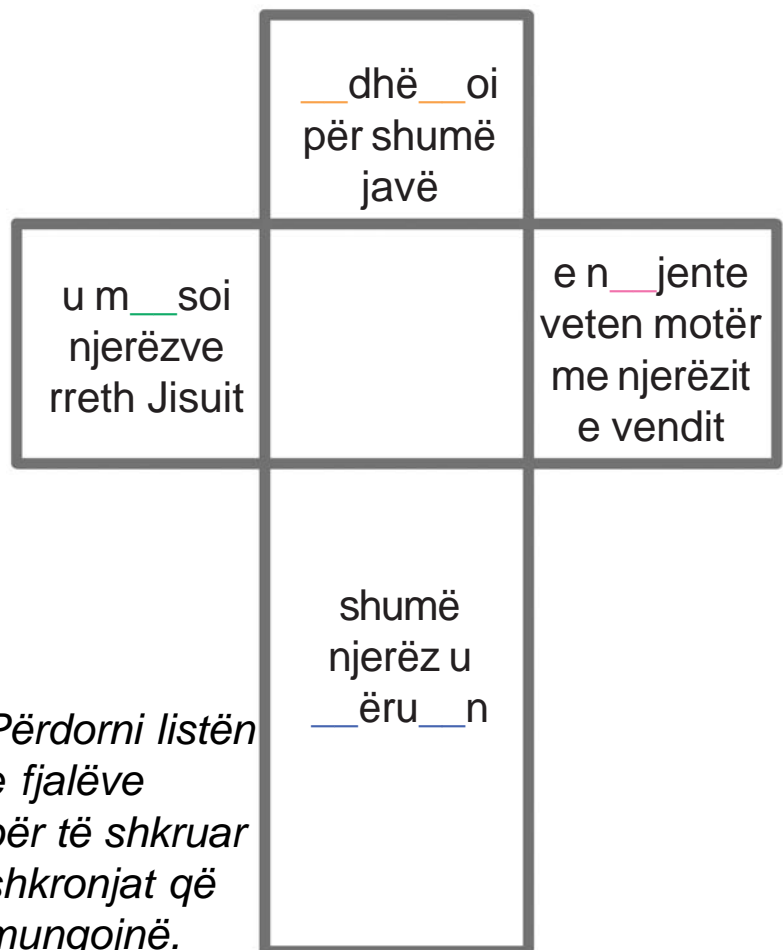 __dhë__oi
për shumë
javë
u m__soi
njerëzve
rreth Jisuit
e n__jente
veten motër
me njerëzit
e vendit
shumë
njerëz u
__ëru__n
Përdorni listën
e fjalëve
për të shkruar
shkronjat që
mungojnë.